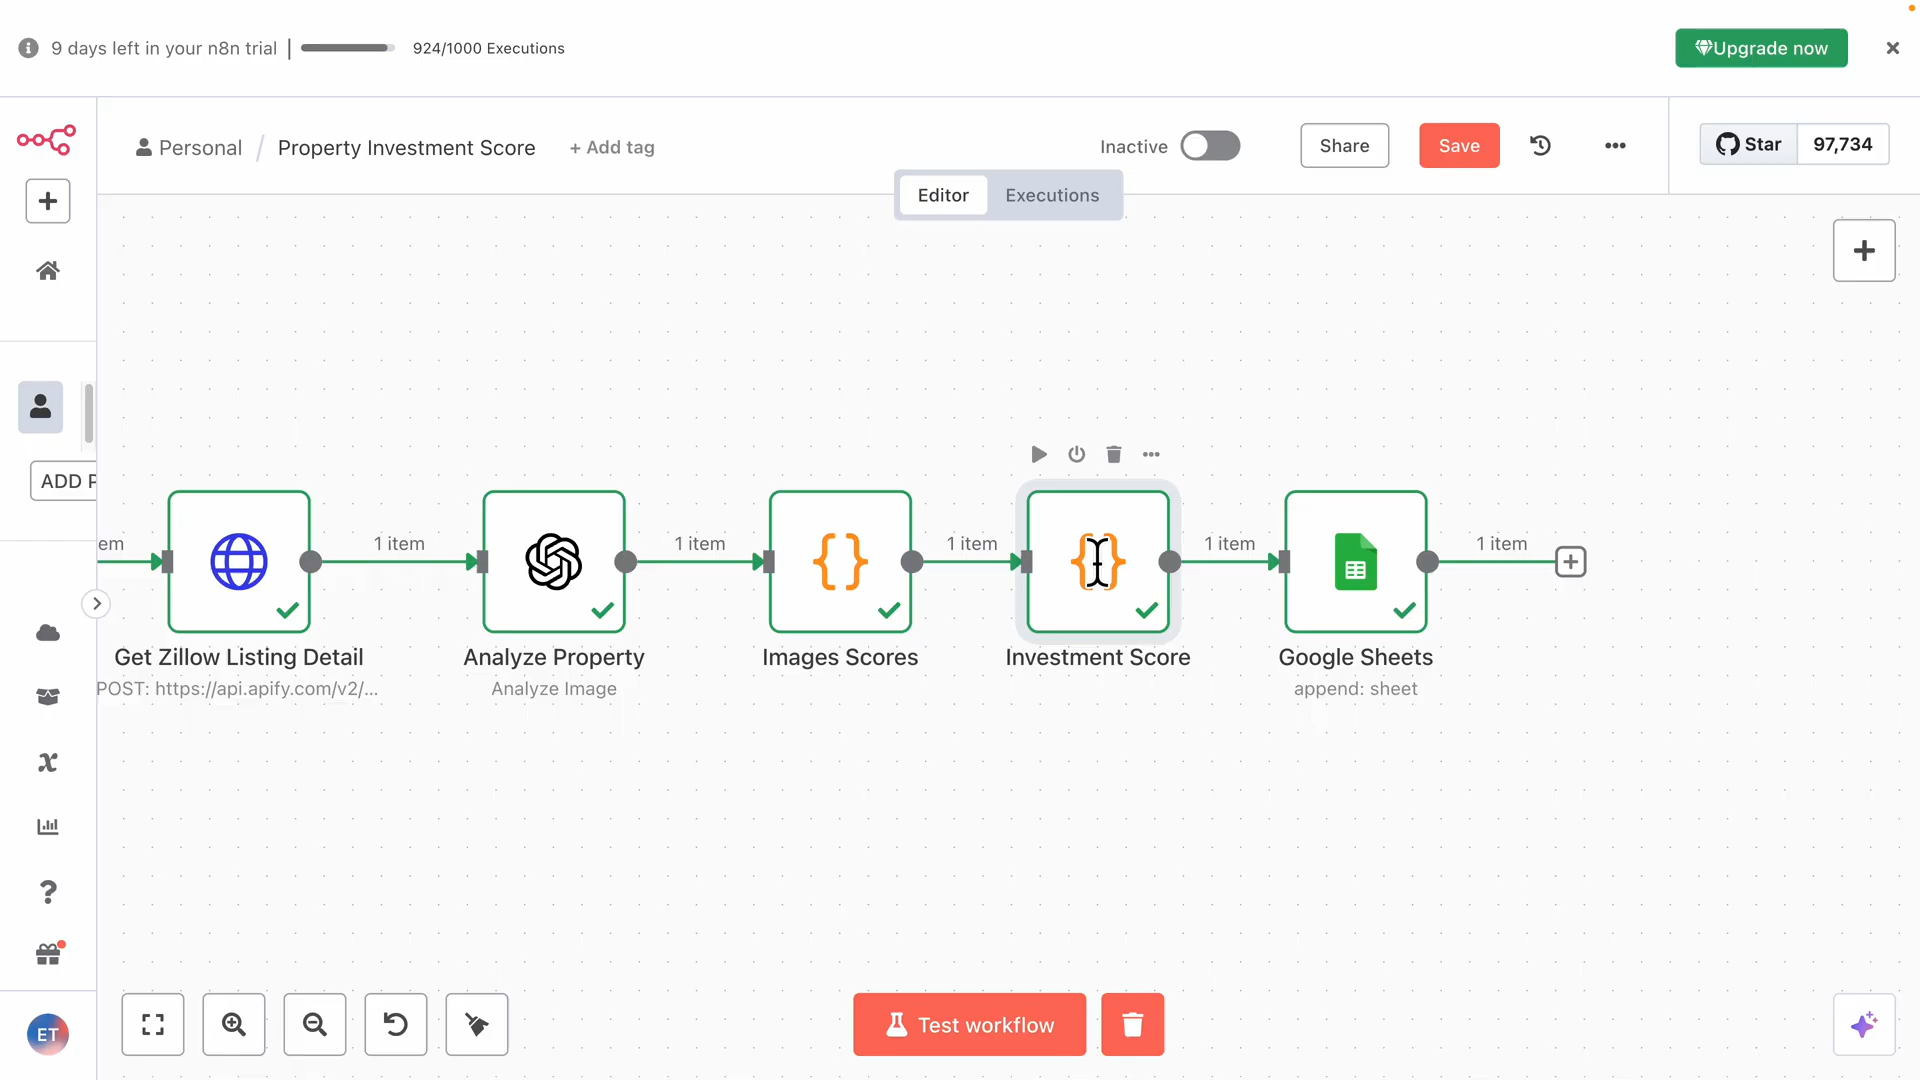 9 days left in your n8n trial
924/1000 Executions
Upgrade now
Personal / Property Investment Score
+ Add tag
Inactive
Share
Save
Star
97,734
Editor
Executions
ADD P
em
1 item
1 item
1 item
1 item
1 item
Get Zillow Listing Detail
POST: https://api.apify.com/v2/...
Analyze Property
Analyze Image
Images Scores
Investment Score
Google Sheets
append: sheet
ET
Test workflow